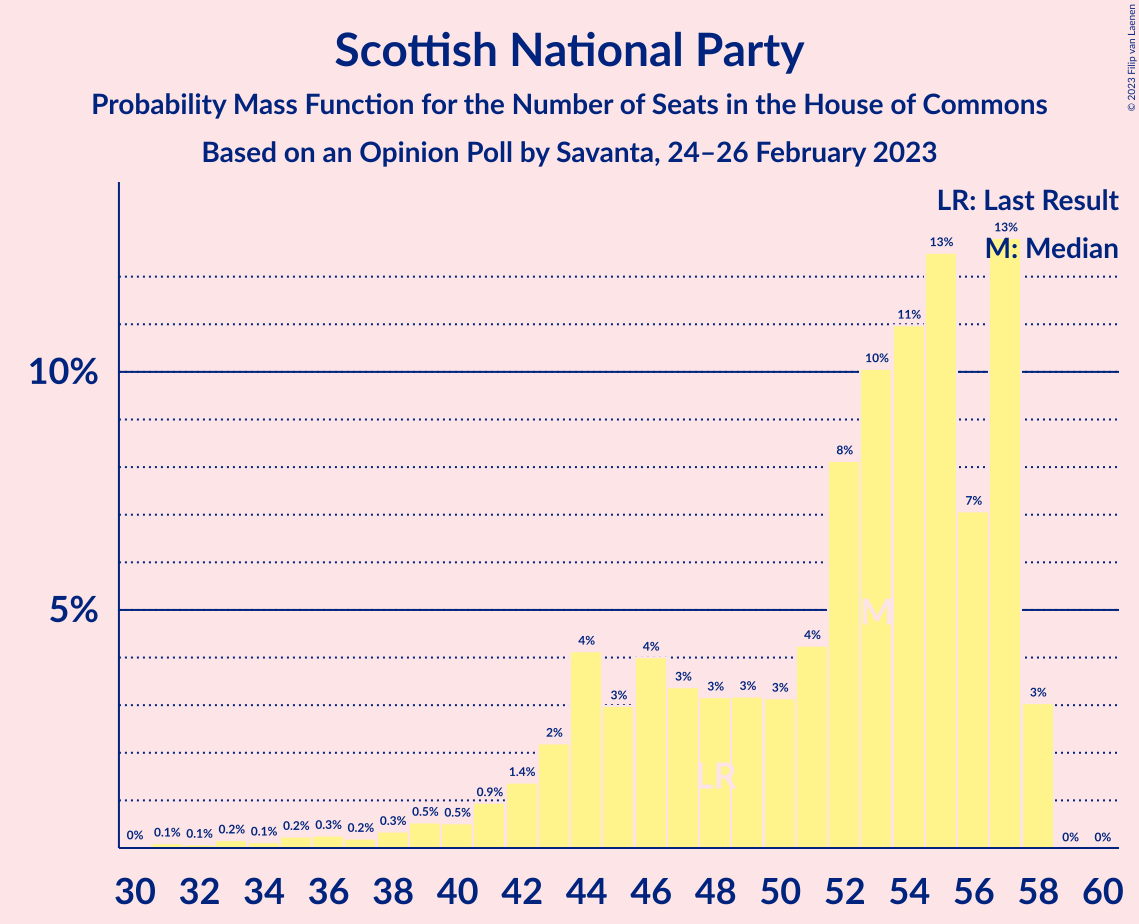 © 2023 Filip van Laenen
Scottish National Party
Probability Mass Function for the Number of Seats in the House of Commons
Based on an Opinion Poll by Savanta, 24–26 February 2023
LR: Last Result
M: Median
10%
5%
0% 0.1% 0.1% 0.2% 0.1% 0.2% 0.3% 0.2% 0.3% 0.5% 0.5% 0.9% 1.4% 2% 4% 3% 4% 3% 3% 3% 3% 4% 8% 10% 11% 13% 7% 13% 3% 0% 0%
M
LR
30 32 34 36 38 40 42 44 46 48 50 52 54 56 58 60